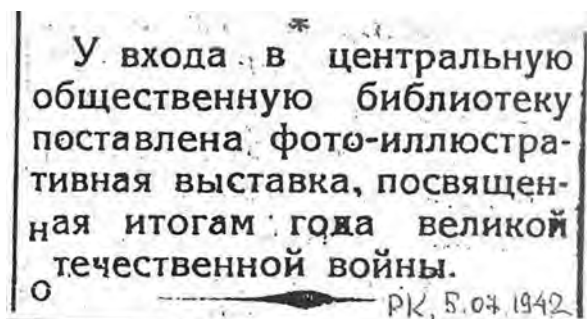 *
У входа в центральную
общественную библиотеку
поставлена фото-иллюстра-
тивная выставка, посвящен-
ная итогам года великой
Отечественной войны.
РК, 5.07.1942